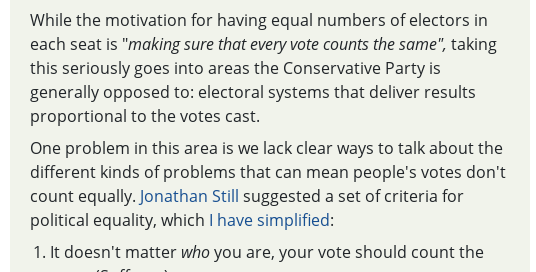 While the motivation for having equal numbers of electors in
each seat is "making sure that every vote counts the same", taking
this seriously goes into areas the Conservative Party is
generally opposed to: electoral systems that deliver results
proportional to the votes cast.
One problem in this area is we lack clear ways to talk about the
different kinds of problems that can mean people's votes don't
count equally. Jonathan Still suggested a set of criteria for
political equality, which I have simplified:
1. It doesn't matter who you are, your vote should count the